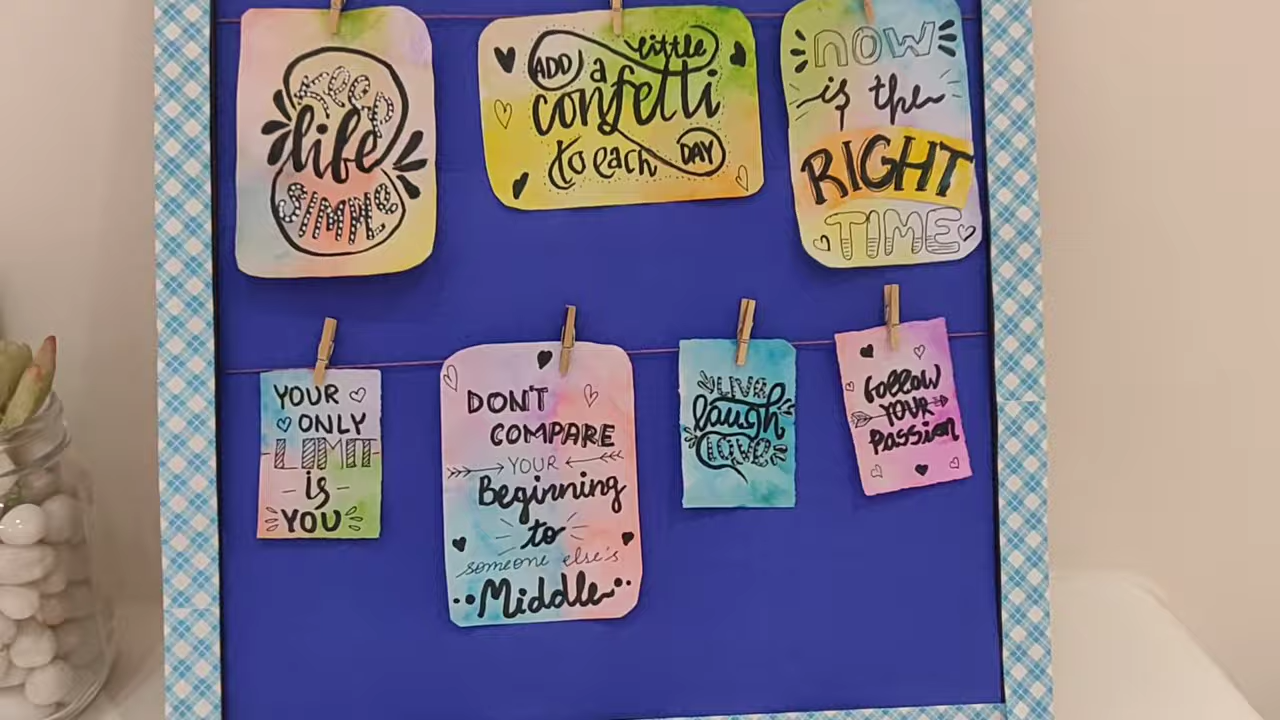 Keep
life
SIMPLE
ADD a little
confetti
to each DAY
NOW
is the
RIGHT
TIME
YOUR
ONLY
LIMIT
is
YOU
DON'T
COMPARE
YOUR
Beginning
to
someone else's
Middle
LIVE
laugh
LOVE
Follow
YOUR
Passion